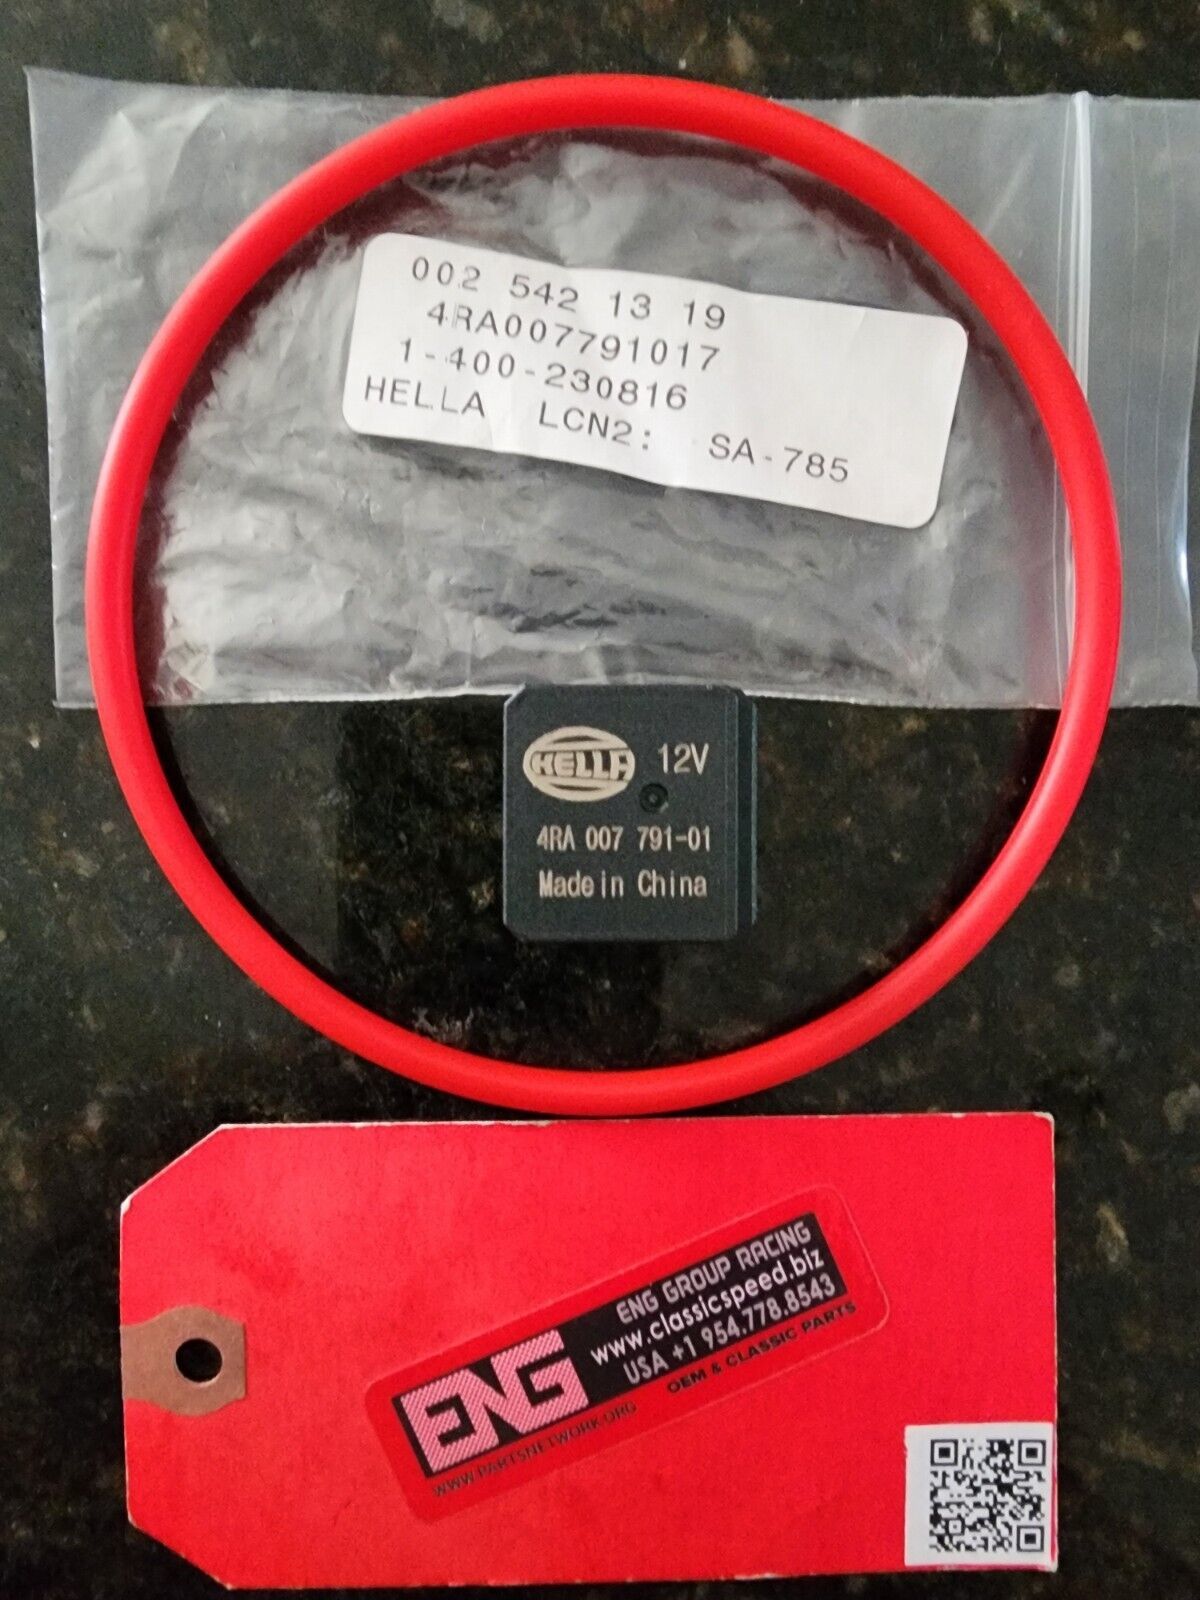 002 542 13 19
4RA007791017
1-400-230816
HELLA LCN2: SA-785
HELLA 12V
4RA 007 791-01
Made in China
ENG GROUP RACING
www.classicspeed.biz
USA +1 954.778.8543
OEM & CLASSIC PARTS
ENG
WWW.PARTSNETWORK.ORG